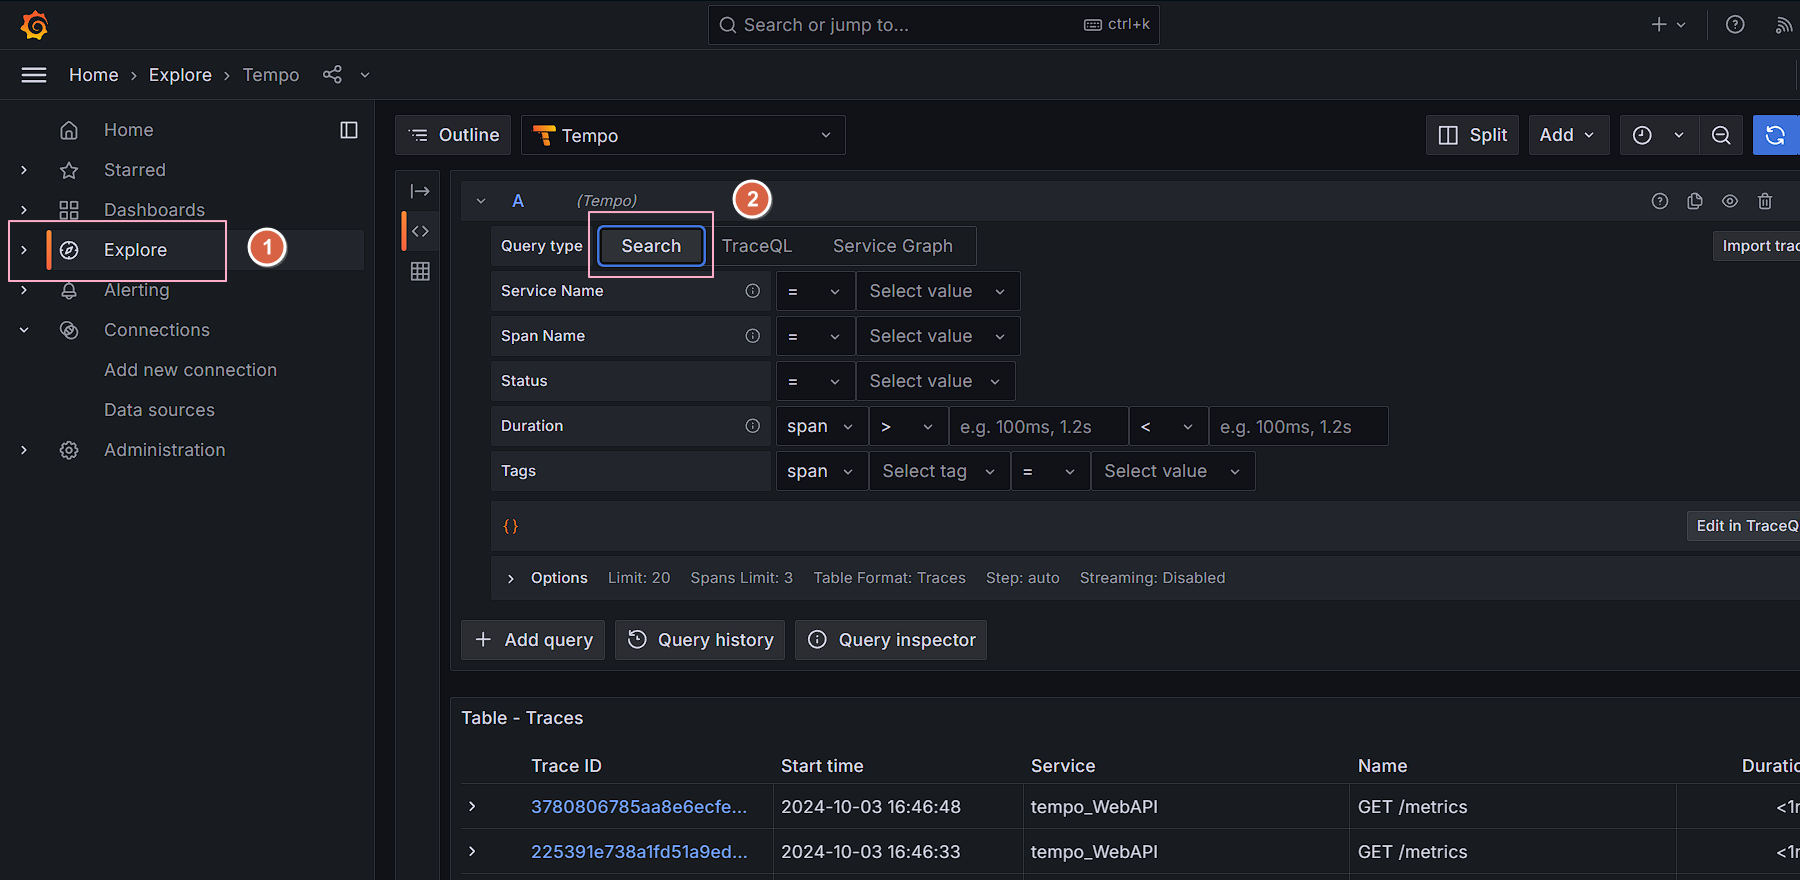 Search or jump to...
ctrl+k
Home › Explore › Tempo
Home
Starred
Dashboards
Explore
1
Alerting
Connections
Add new connection
Data sources
Administration
Outline
Tempo
Split
Add
A
(Tempo)
2
Query type
Search
TraceQL
Service Graph
Import trac
Service Name
=
Select value
Span Name
=
Select value
Status
=
Select value
Duration
span
>
e.g. 100ms, 1.2s
<
e.g. 100ms, 1.2s
Tags
span
Select tag
=
Select value
{}
Edit in TraceQ
Options Limit: 20 Spans Limit: 3 Table Format: Traces Step: auto Streaming: Disabled
+ Add query
Query history
Query inspector
Table - Traces
Trace ID Start time Service Name Duratio
3780806785aa8e6ecfe... 2024-10-03 16:46:48 tempo_WebAPI GET /metrics <1
225391e738a1fd51a9ed... 2024-10-03 16:46:33 tempo_WebAPI GET /metrics <1